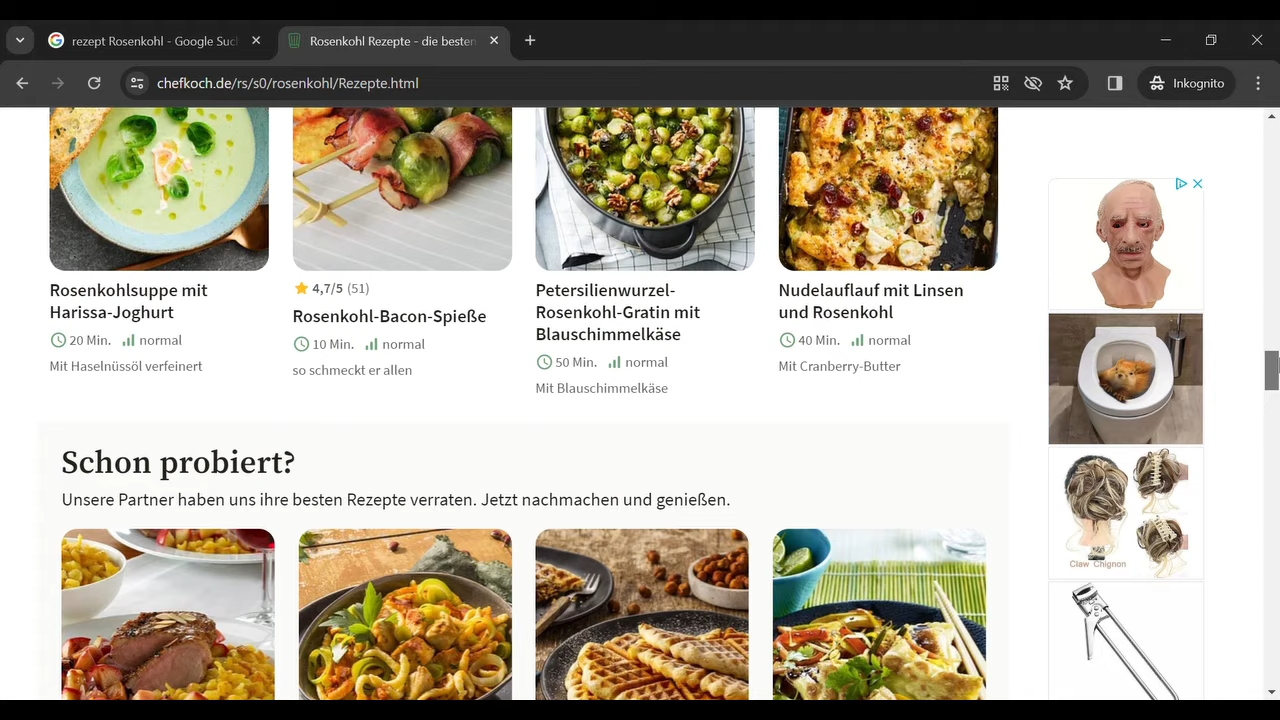 rezept Rosenkohl - Google Suc
Rosenkohl Rezepte - die besten
chefkoch.de/rs/s0/rosenkohl/Rezepte.html
Inkognito
Rosenkohlsuppe mit
Harissa-Joghurt
20 Min. normal
Mit Haselnüssöl verfeinert
4,7/5 (51)
Rosenkohl-Bacon-Spieße
10 Min. normal
so schmeckt er allen
Petersilienwurzel-
Rosenkohl-Gratin mit
Blauschimmelkäse
50 Min. normal
Mit Blauschimmelkäse
Nudelauflauf mit Linsen
und Rosenkohl
40 Min. normal
Mit Cranberry-Butter
Schon probiert?
Unsere Partner haben uns ihre besten Rezepte verraten. Jetzt nachmachen und genießen.
Claw Chignon